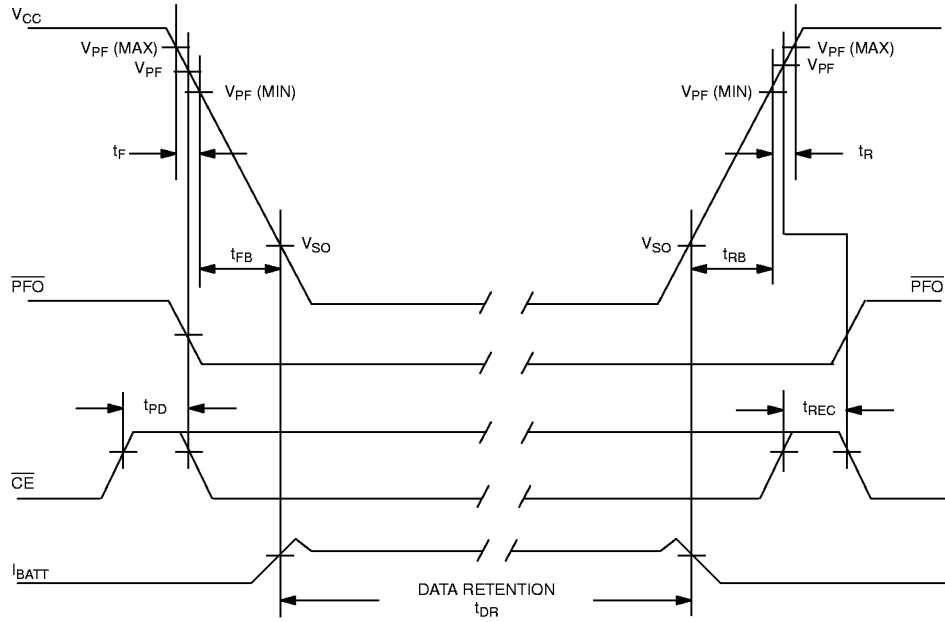 VCC
VPF (MAX)
VPF
VPF (MIN)
tF
VPF (MAX)
VPF
VPF (MIN)
tR
VSO
tFB
VSO
tRB
PFO
PFO
tPD
tREC
CE
IBATT
DATA RETENTION
tDR